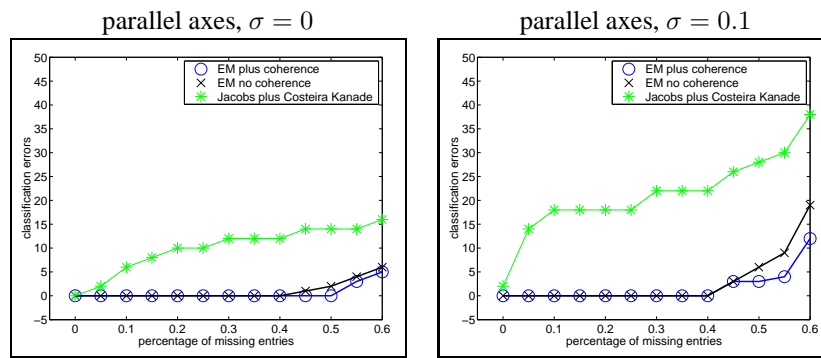 parallel axes, σ = 0
50
45
40
35
30
25
20
15
10
5
0
−5
classification errors
EM plus coherence
EM no coherence
Jacobs plus Costeira Kanade
0 0.1 0.2 0.3 0.4 0.5 0.6
percentage of missing entries
parallel axes, σ = 0.1
50
45
40
35
30
25
20
15
10
5
0
−5
classification errors
EM plus coherence
EM no coherence
Jacobs plus Costeira Kanade
0 0.1 0.2 0.3 0.4 0.5 0.6
percentage of missing entries